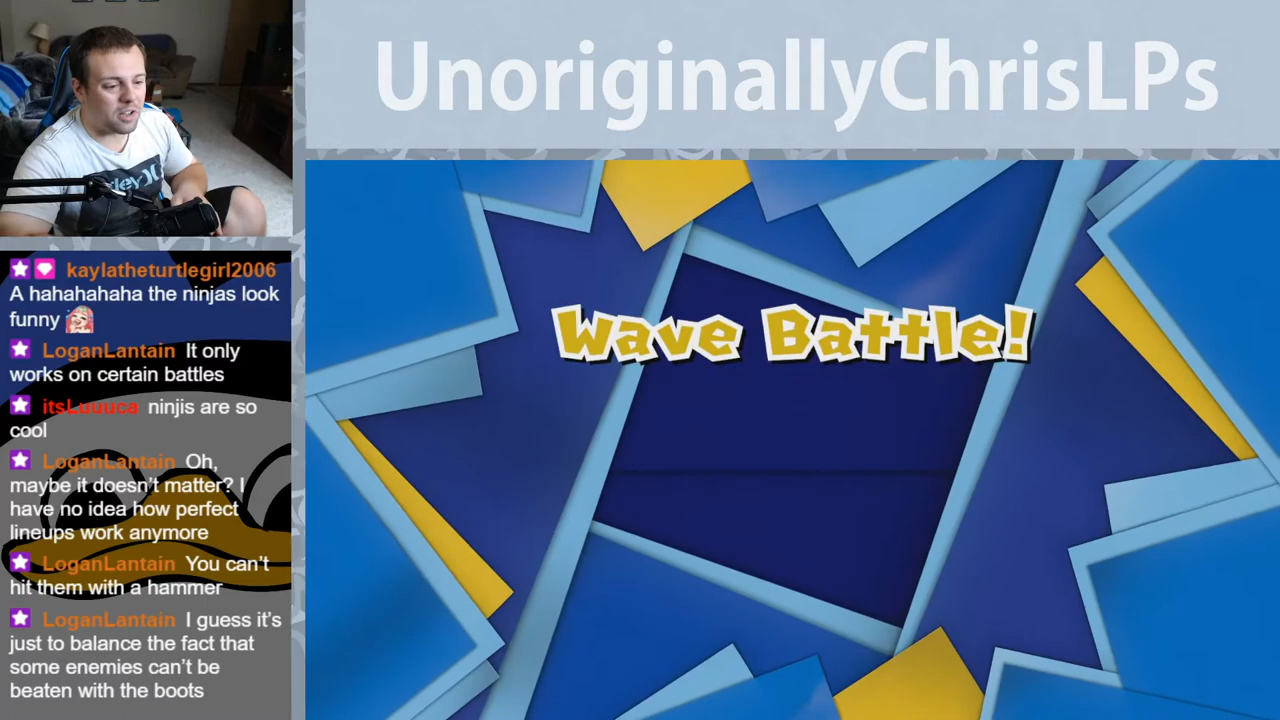 UnoriginallyChrisLPs
Wave Battle!
kaylatheturtlegirl2006
A hahahahaha the ninjas look
funny
LoganLantain It only
works on certain battles
itsLuuuca ninjis are so
cool
LoganLantain Oh,
maybe it doesn't matter? I
have no idea how perfect
lineups work anymore
LoganLantain You can't
hit them with a hammer
LoganLantain I guess it's
just to balance the fact that
some enemies can't be
beaten with the boots